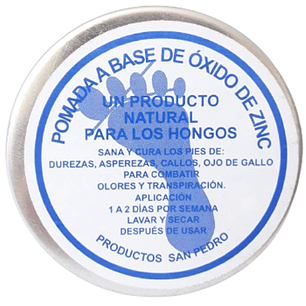 POMADA A BASE DE ÓXIDO DE ZINC
UN PRODUCTO
NATURAL
PARA LOS HONGOS
SANA Y CURA LOS PIES DE:
DUREZAS, ASPEREZAS, CALLOS, OJO DE GALLO
PARA COMBATIR
OLORES Y TRANSPIRACIÓN.
APLICACIÓN
1 A 2 DÍAS POR SEMANA
LAVAR Y SECAR
DESPUÉS DE USAR
PRODUCTOS SAN PEDRO